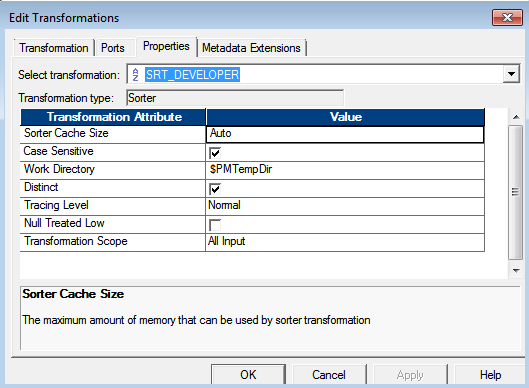 Edit Transformations
Transformation Ports Properties Metadata Extensions
Select transformation: SRT_DEVELOPER
Transformation type: Sorter
Transformation Attribute Value
Sorter Cache Size Auto
Case Sensitive
Work Directory $PMTempDir
Distinct
Tracing Level Normal
Null Treated Low
Transformation Scope All Input
Sorter Cache Size
The maximum amount of memory that can be used by sorter transformation
OK Cancel Apply Help